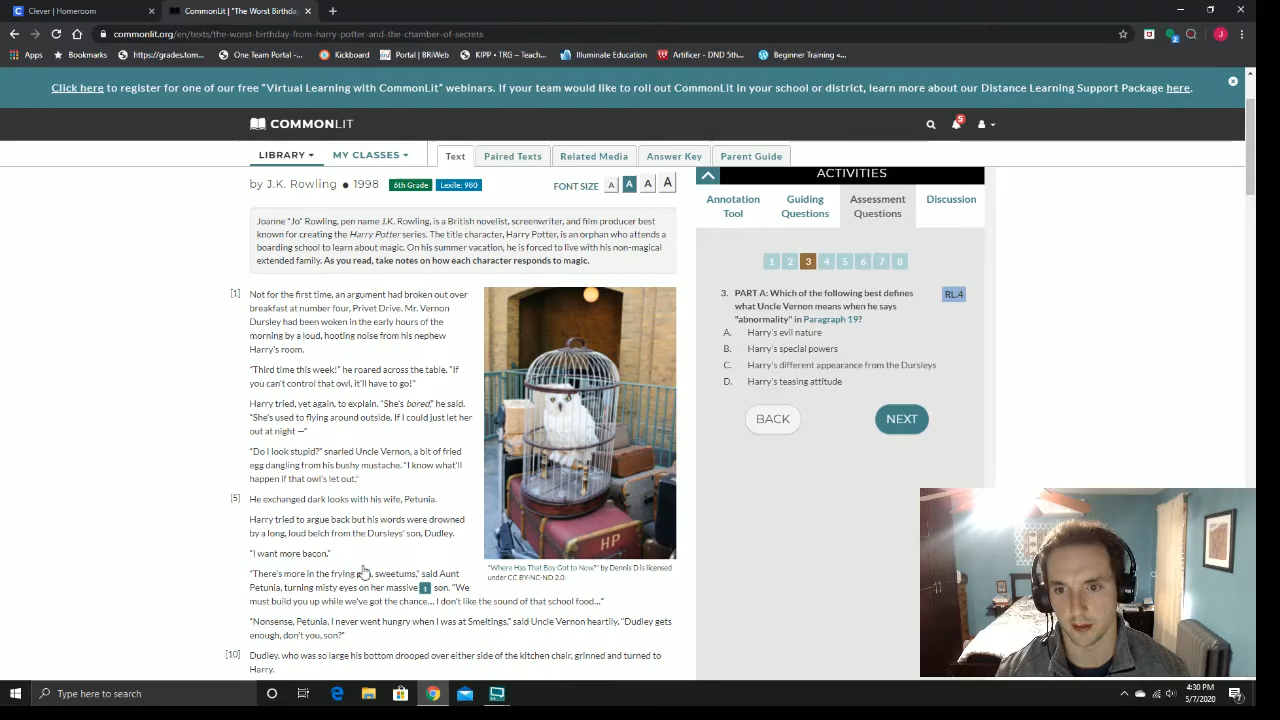 Clever | Homeroom
CommonLit | "The Worst Birthday
commonlit.org/en/texts/the-worst-birthday-from-harry-potter-and-the-chamber-of-secrets
Apps
Bookmarks
https://grades.tom...
Kickboard
Portal | BRiWeb
KIPP • TRG – Teach...
Illuminate Education
Artificer - DND 5th...
Beginner Training <...
Click here to register for one of our free "Virtual Learning with CommonLit" webinars. If your team would like to roll out CommonLit in your school or district, learn more about our Distance Learning Support Package here.
COMMONLIT
5
LIBRARY
MY CLASSES
Text
Paired Texts
Related Media
Answer Key
Parent Guide
by J.K. Rowling • 1998
6th Grade
Lexile: 980
FONT SIZE A A A A
Joanne "Jo" Rowling, pen name J.K. Rowling, is a British novelist, screenwriter, and film producer best
known for creating the Harry Potter series. The title character, Harry Potter, is an orphan who attends a
boarding school to learn about magic. On his summer vacation, he is forced to live with his non-magical
extended family. As you read, take notes on how each character responds to magic.
[1] Not for the first time, an argument had broken out over
breakfast at number four, Privet Drive. Mr. Vernon
Dursley had been woken in the early hours of the
morning by a loud, hooting noise from his nephew
Harry's room.
"Third time this week!" he roared across the table. "If
you can't control that owl, it'll have to go!"
Harry tried, yet again, to explain. "She's bored," he said.
"She's used to flying around outside. If I could just let her
out at night —"
"Do I look stupid?" snarled Uncle Vernon, a bit of fried
egg dangling from his bushy mustache. "I know what'll
happen if that owl's let out."
[5] He exchanged dark looks with his wife, Petunia.
Harry tried to argue back but his words were drowned
by a long, loud belch from the Dursleys' son, Dudley.
"I want more bacon."
"There's more in the frying sweetums," said Aunt
Petunia, turning misty eyes on her massive 1 son. "We
must build you up while we've got the chance... I don't like the sound of that school food..."
"Nonsense, Petunia, I never went hungry when I was at Smeltings," said Uncle Vernon heartily. "Dudley gets
enough, don't you, son?"
[10] Dudley, who was so large his bottom drooped over either side of the kitchen chair, grinned and turned to
Harry.
HP
"Where Has That Boy Got to Now?" by Dennis D is licensed
under CC BY-NC-ND 2.0.
ACTIVITIES
Annotation
Tool
Guiding
Questions
Assessment
Questions
Discussion
1 2 3 4 5 6 7 8
3. PART A: Which of the following best defines
what Uncle Vernon means when he says
"abnormality" in Paragraph 19?
RL.4
A. Harry's evil nature
B. Harry's special powers
C. Harry's different appearance from the Dursleys
D. Harry's teasing attitude
BACK
NEXT
Type here to search
4:30 PM
5/7/2020